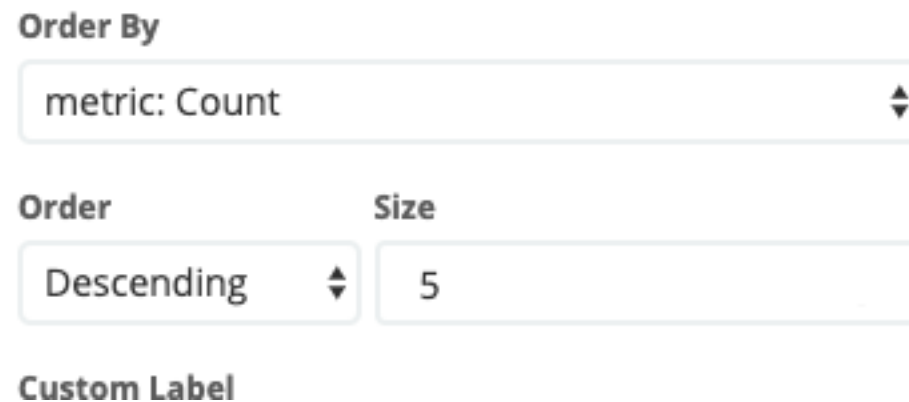 Order By
metric: Count
Order Size
Descending 5
Custom Label